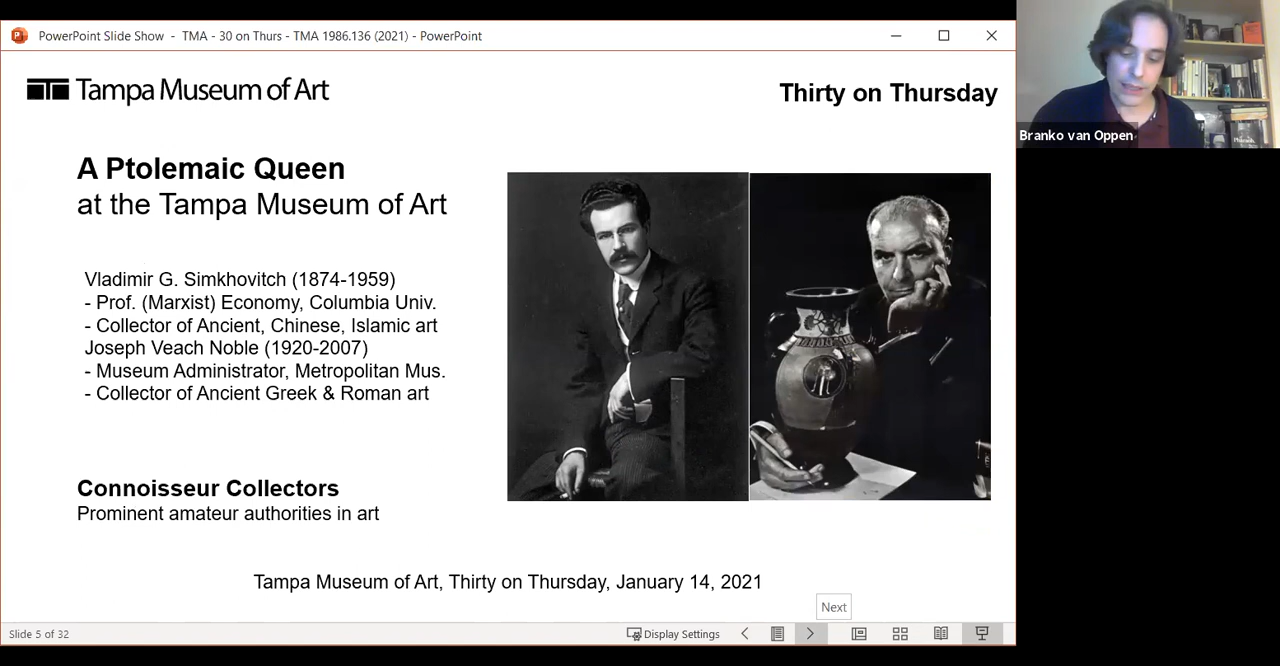 PowerPoint Slide Show - TMA - 30 on Thurs - TMA 1986.136 (2021) - PowerPoint
Tampa Museum of Art
Thirty on Thursday
A Ptolemaic Queen
at the Tampa Museum of Art
Vladimir G. Simkhovitch (1874-1959)
- Prof. (Marxist) Economy, Columbia Univ.
- Collector of Ancient, Chinese, Islamic art
Joseph Veach Noble (1920-2007)
- Museum Administrator, Metropolitan Mus.
- Collector of Ancient Greek & Roman art
Connoisseur Collectors
Prominent amateur authorities in art
Tampa Museum of Art, Thirty on Thursday, January 14, 2021
Next
Slide 5 of 32
Display Settings
Branko van Oppen